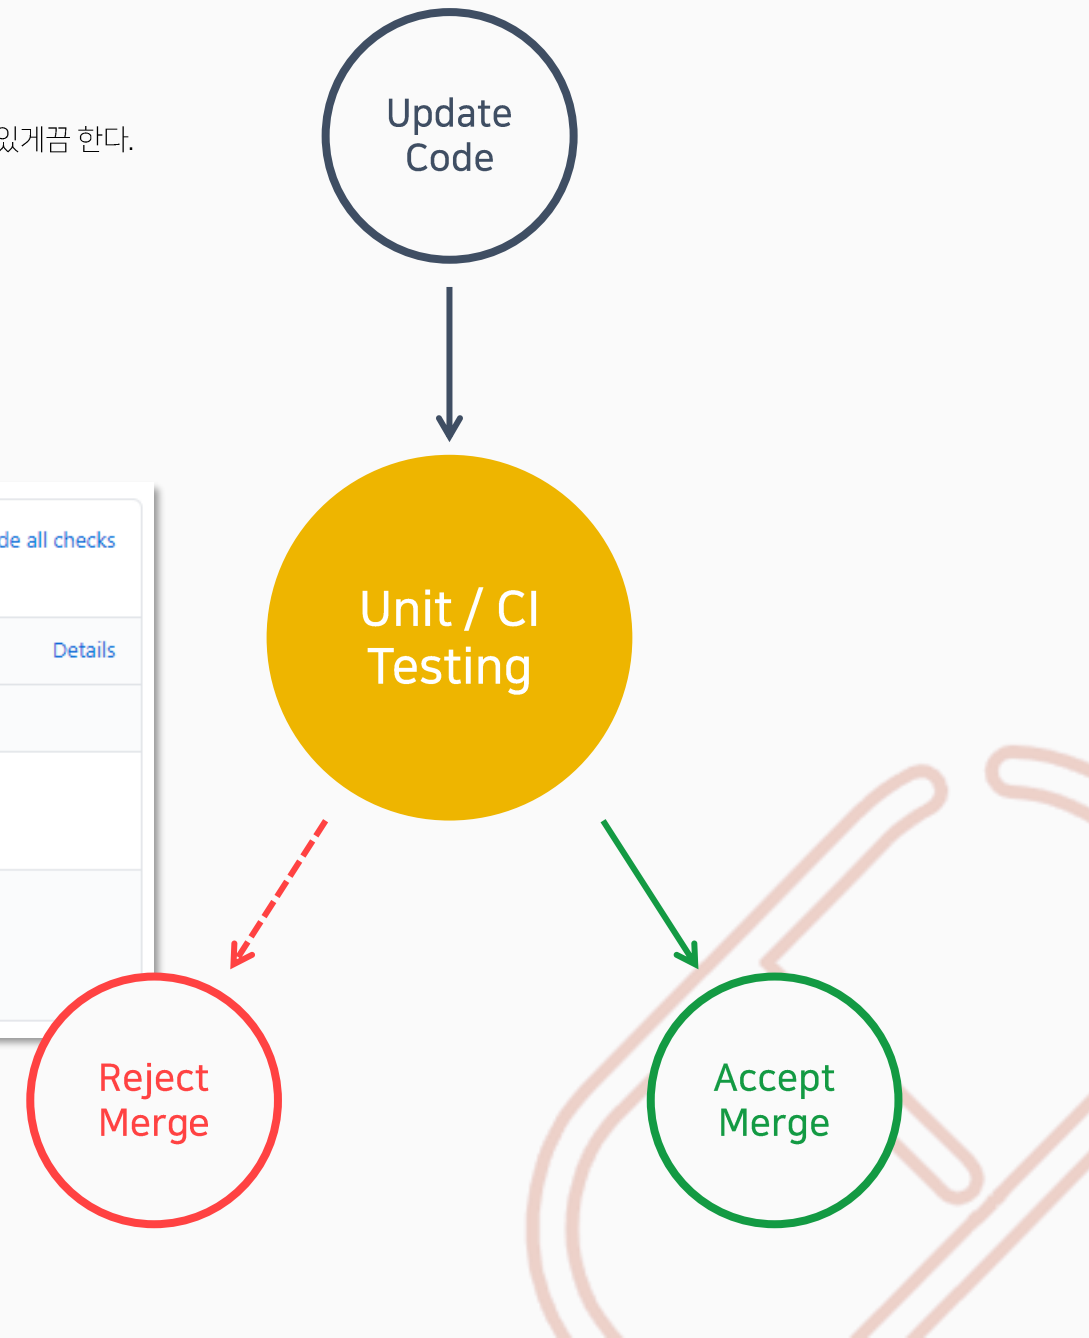 Update
Code
있게끔 한다.
de all checks
Details
Unit / CI
Testing
Reject
Merge
Accept
Merge